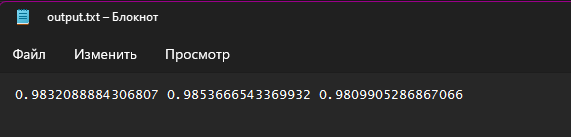 output.txt – Блокнот
Файл Изменить Просмотр
0.9832088884306807 0.9853666543369932 0.9809905286867066